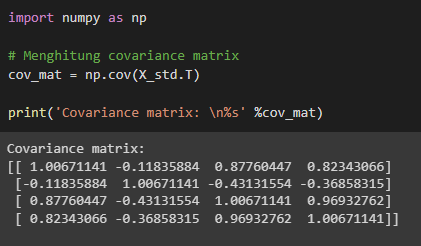 import numpy as np
# Menghitung covariance matrix
cov_mat = np.cov(X_std.T)
print('Covariance matrix: \n%s' %cov_mat)
Covariance matrix:
[[ 1.00671141 -0.11835884  0.87760447  0.82343066]
 [-0.11835884  1.00671141 -0.43131554 -0.36858315]
 [ 0.87760447 -0.43131554  1.00671141  0.96932762]
 [ 0.82343066 -0.36858315  0.96932762  1.00671141]]